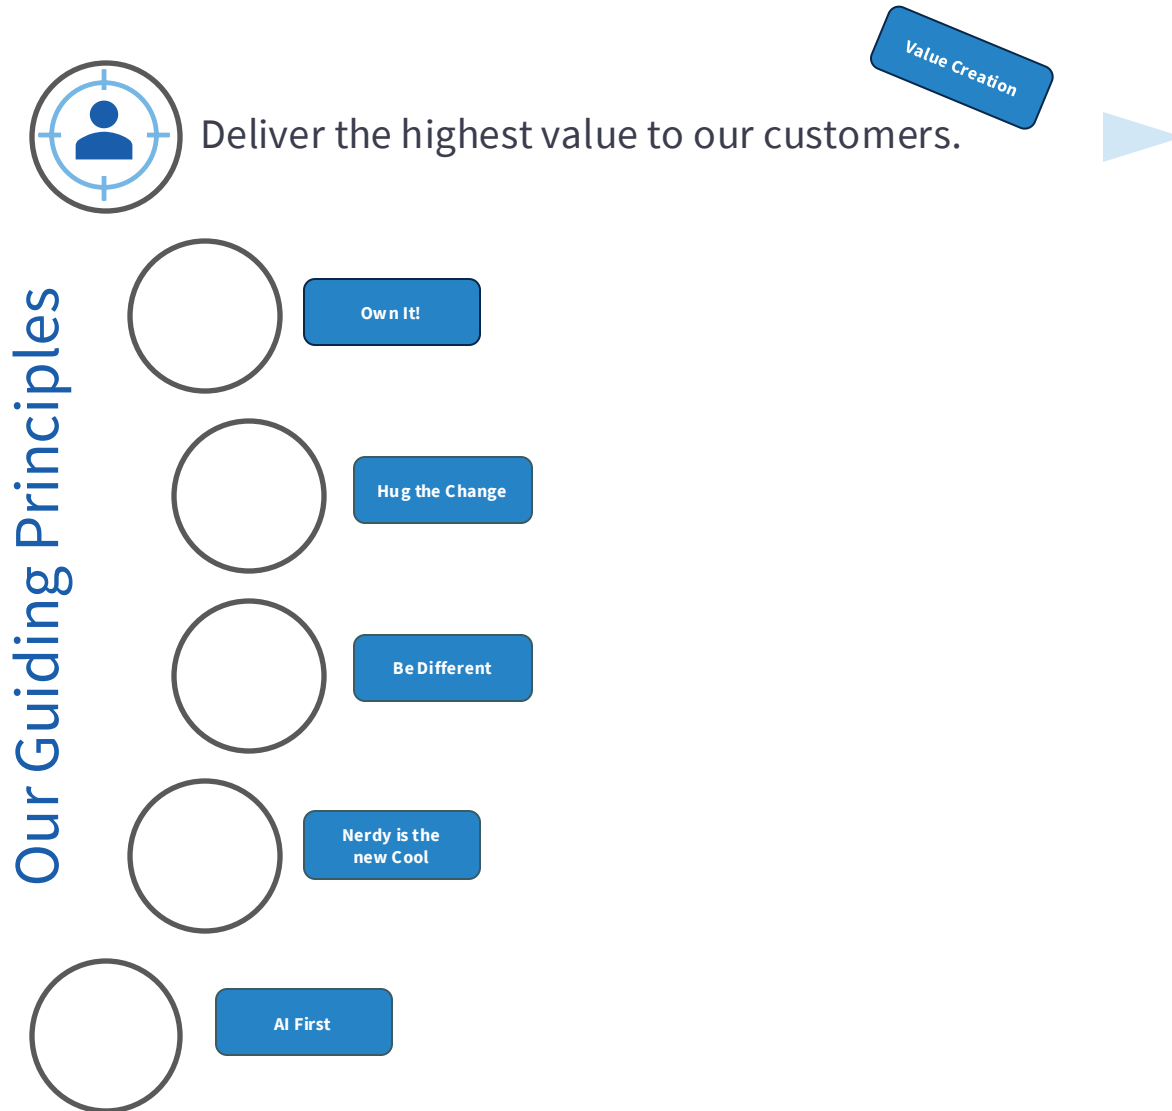 Value Creation
Deliver the highest value to our customers.
Our Guiding Principles
Own It!
Hug the Change
Be Different
Nerdy is the
new Cool
AI First